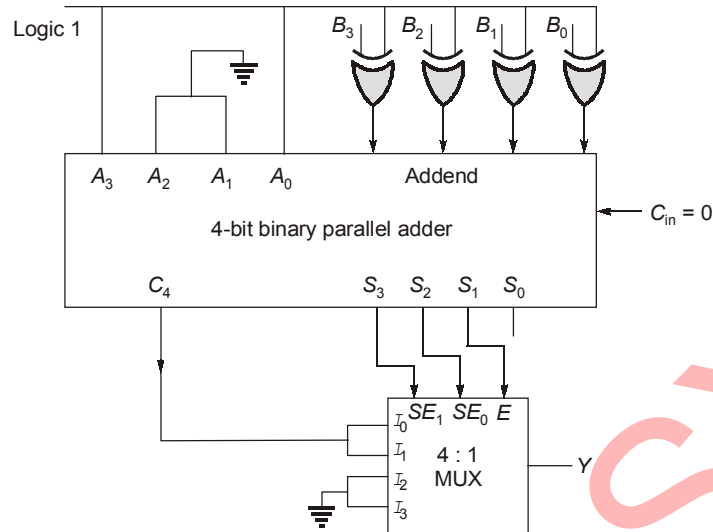 Logic 1
B3 B2 B1 B0
A3 A2 A1 A0 Addend
4-bit binary parallel adder
Cin = 0
C4 S3 S2 S1 S0
SE1 SE0 E
I0
I1
I2
I3
4 : 1
MUX
Y